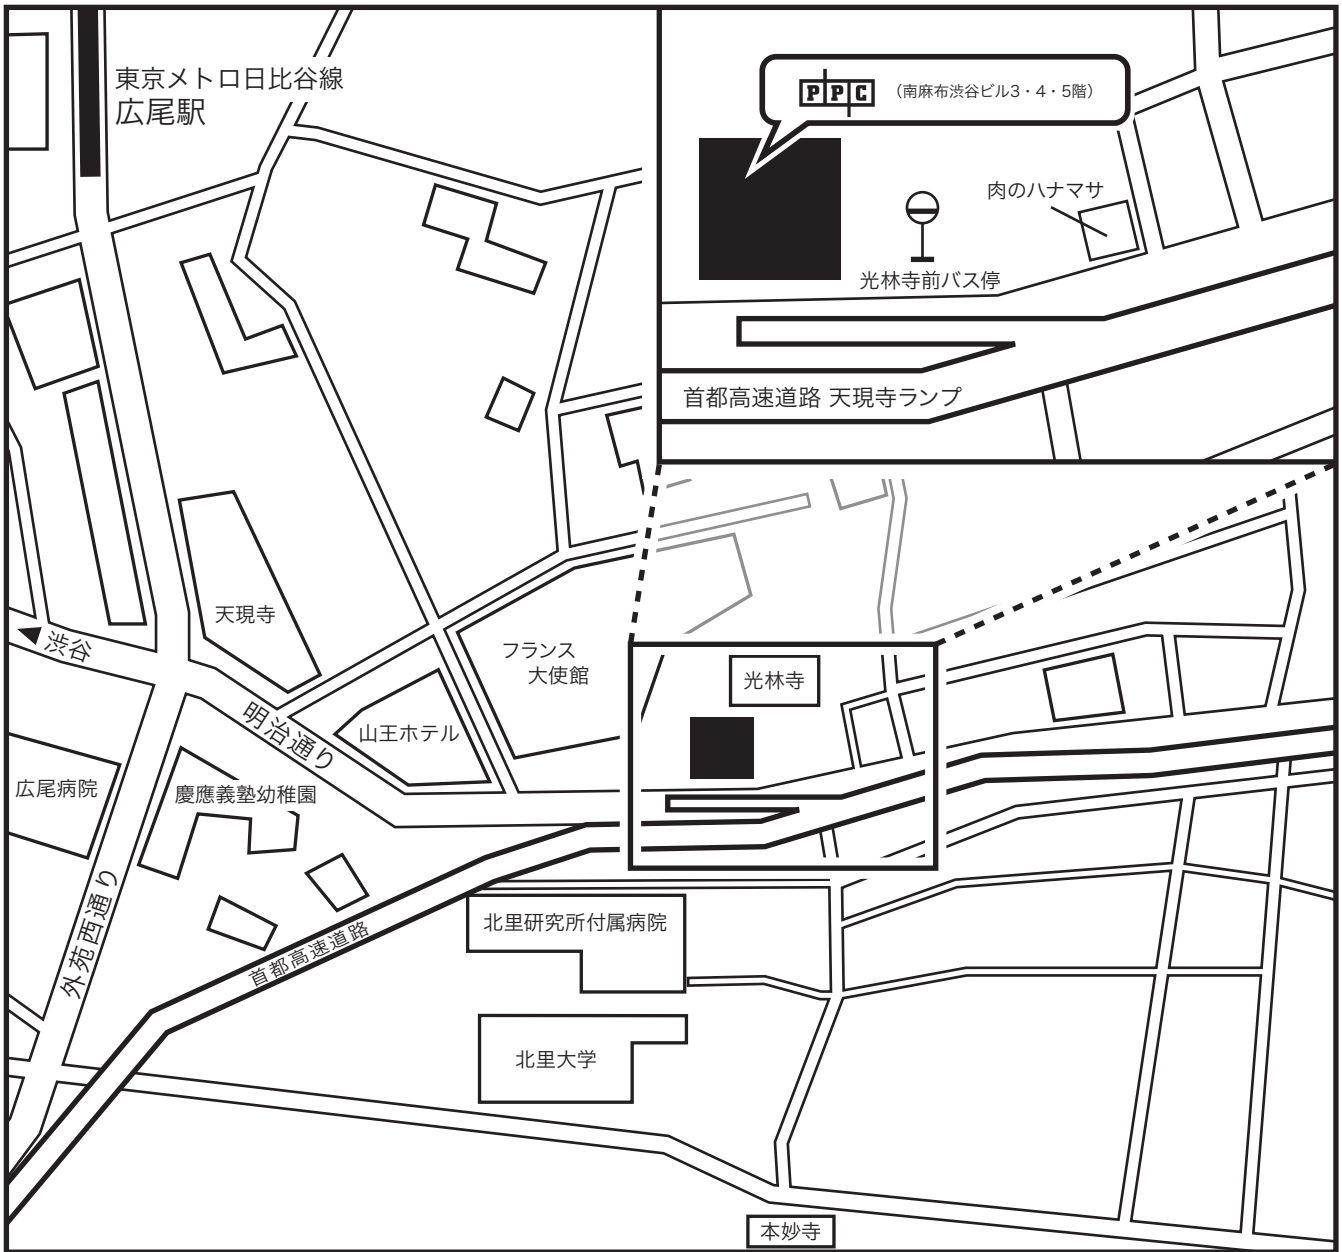 東京メトロ日比谷線
広尾駅
PPC
（南麻布渋谷ビル3・4・5階）
肉のハナマサ
光林寺前バス停
首都高速道路 天現寺ランプ
天現寺
渋谷
フランス
大使館
光林寺
明治通り
山王ホテル
広尾病院
慶應義塾幼稚園
外苑西通り
首都高速道路
北里研究所付属病院
北里大学
本妙寺